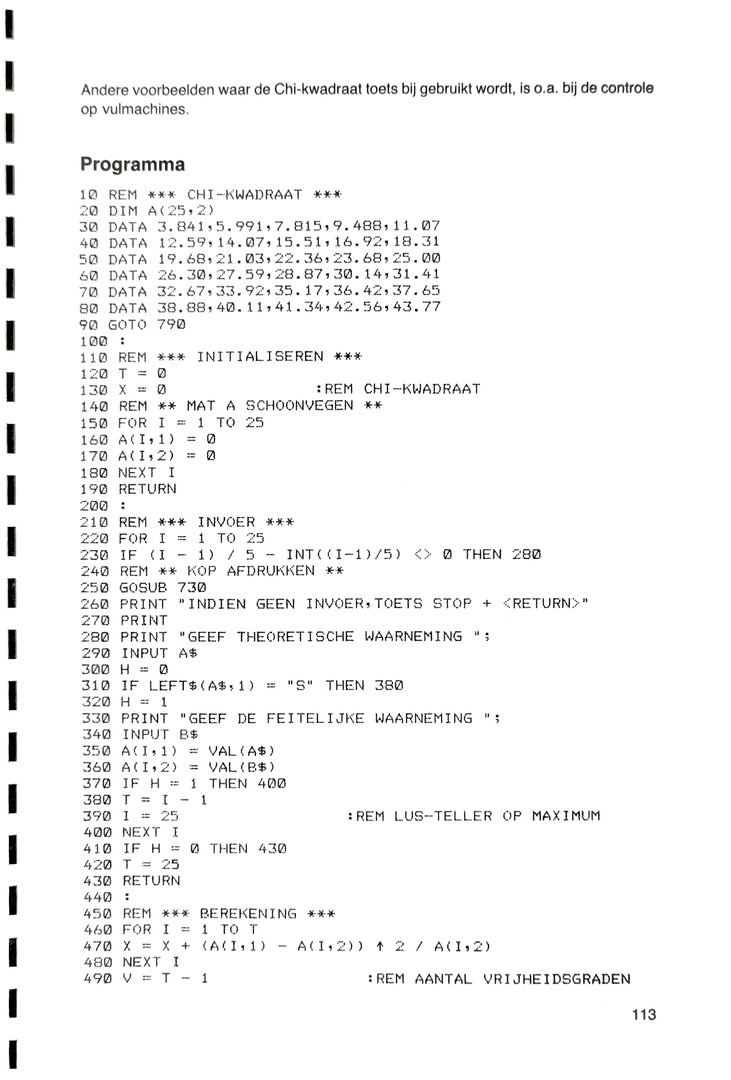 Andere voorbeelden waar de Chi-kwadraat toets bij gebruikt wordt, is o.a. bij de controle
op vulmachines.
Programma
10 REM *** CHI-KWADRAAT ***
20 DIM A(25,2)
30 DATA 3.841,5.991,7.815,9.488,11.07
40 DATA 12.59,14.07,15.51,16.92,18.31
50 DATA 19.68,21.03,22.36,23.68,25.00
60 DATA 26.30,27.59,28.87,30.14,31.41
70 DATA 32.67,33.92,35.17,36.42,37.65
80 DATA 38.88,40.11,41.34,42.56,43.77
90 GOTO 790
100 :
110 REM *** INITIALISEREN ***
120 T = 0
130 X = 0 :REM CHI-KWADRAAT
140 REM ** MAT A SCHOONVEGEN **
150 FOR I = 1 TO 25
160 A(I,1) = 0
170 A(I,2) = 0
180 NEXT I
190 RETURN
200 :
210 REM *** INVOER ***
220 FOR I = 1 TO 25
230 IF (I - 1) / 5 - INT((I-1)/5) <> 0 THEN 280
240 REM ** KOP AFDRUKKEN **
250 GOSUB 730
260 PRINT "INDIEN GEEN INVOER,TOETS STOP + <RETURN>"
270 PRINT
280 PRINT "GEEF THEORETISCHE WAARNEMING ";
290 INPUT A$
300 H = 0
310 IF LEFT$(A$,1) = "S" THEN 380
320 H = 1
330 PRINT "GEEF DE FEITELIJKE WAARNEMING ";
340 INPUT B$
350 A(I,1) = VAL(A$)
360 A(I,2) = VAL(B$)
370 IF H = 1 THEN 400
380 T = I - 1
390 I = 25 :REM LUS-TELLER OP MAXIMUM
400 NEXT I
410 IF H = 0 THEN 430
420 T = 25
430 RETURN
440 :
450 REM *** BEREKENING ***
460 FOR I = 1 TO T
470 X = X + (A(I,1) - A(I,2)) ↑ 2 / A(I,2)
480 NEXT I
490 V = T - 1 :REM AANTAL VRIJHEIDSGRADEN
113